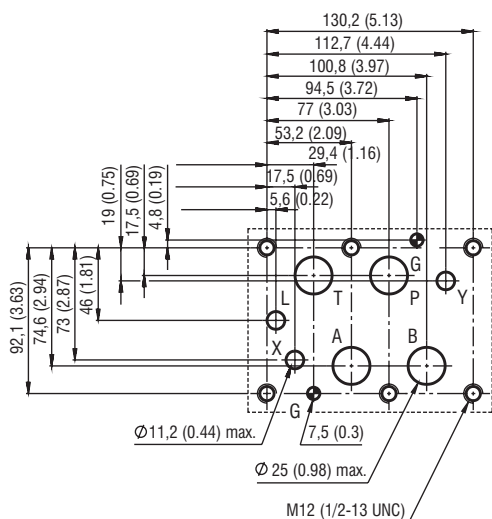 130,2 (5.13)
112,7 (4.44)
100,8 (3.97)
94,5 (3.72)
77 (3.03)
53,2 (2.09)
29,4 (1.16)
17,5 (0.69)
5,6 (0.22)
19 (0.75)
17,5 (0.69)
4,8 (0.19)
92,1 (3.63)
74,6 (2.94)
73 (2.87)
46 (1.81)
G
L T P Y
X A B
G
Ø11,2 (0.44) max.
7,5 (0.3)
Ø 25 (0.98) max.
M12 (1/2-13 UNC)